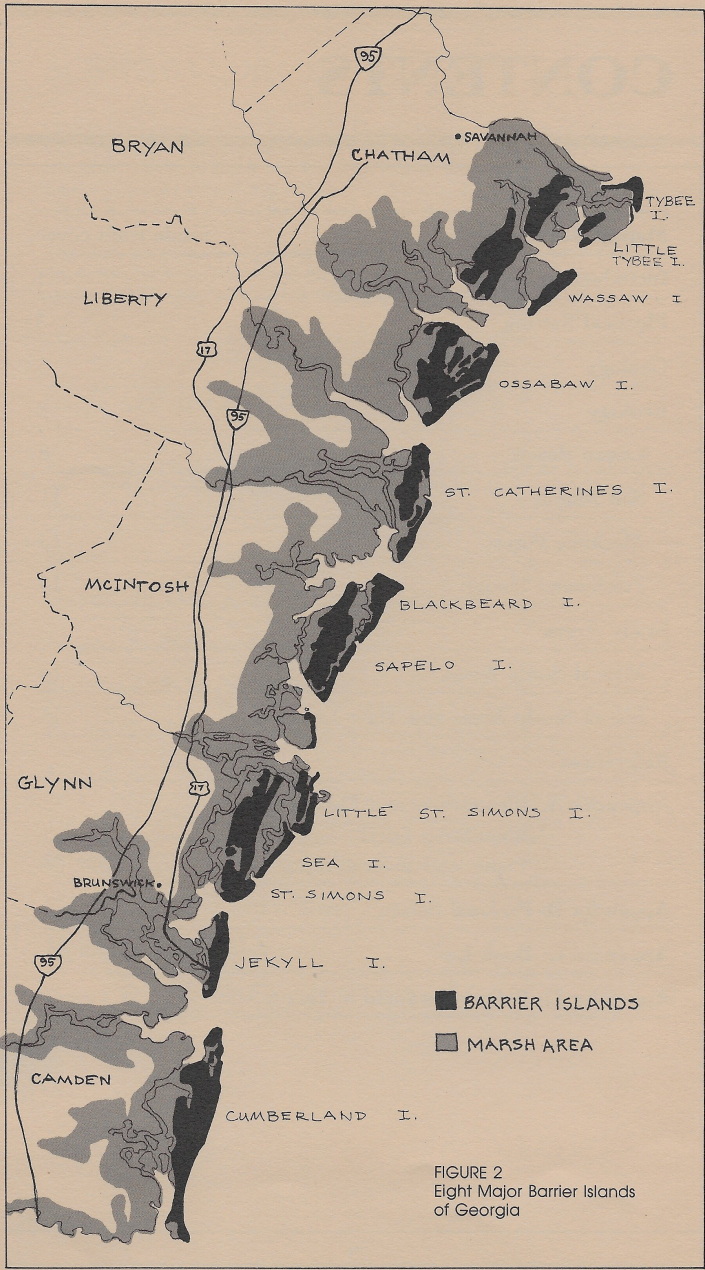 95
BRYAN
SAVANNAH
CHATHAM
TYBEE
I.
LITTLE
TYBEE I.
LIBERTY
WASSAW I
17
OSSABAW I.
95
ST. CATHERINES I.
MCINTOSH
BLACKBEARD I.
SAPELO I.
GLYNN
17
LITTLE ST. SIMONS I.
SEA I.
BRUNSWICK
ST. SIMONS I.
JEKYLL I.
95
BARRIER ISLANDS
MARSH AREA
CAMDEN
CUMBERLAND I.
FIGURE 2
Eight Major Barrier Islands
of Georgia